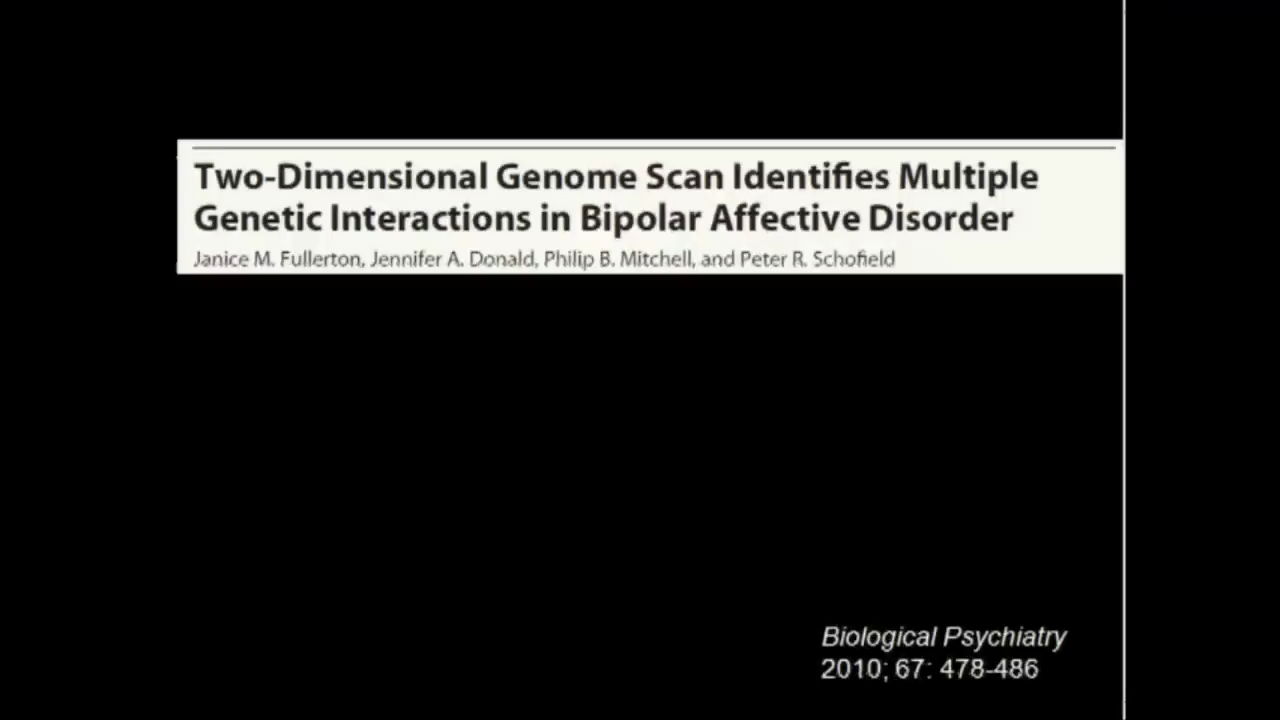 Two-Dimensional Genome Scan Identifies Multiple
Genetic Interactions in Bipolar Affective Disorder
Janice M. Fullerton, Jennifer A. Donald, Philip B. Mitchell, and Peter R. Schofield
Biological Psychiatry
2010; 67: 478-486